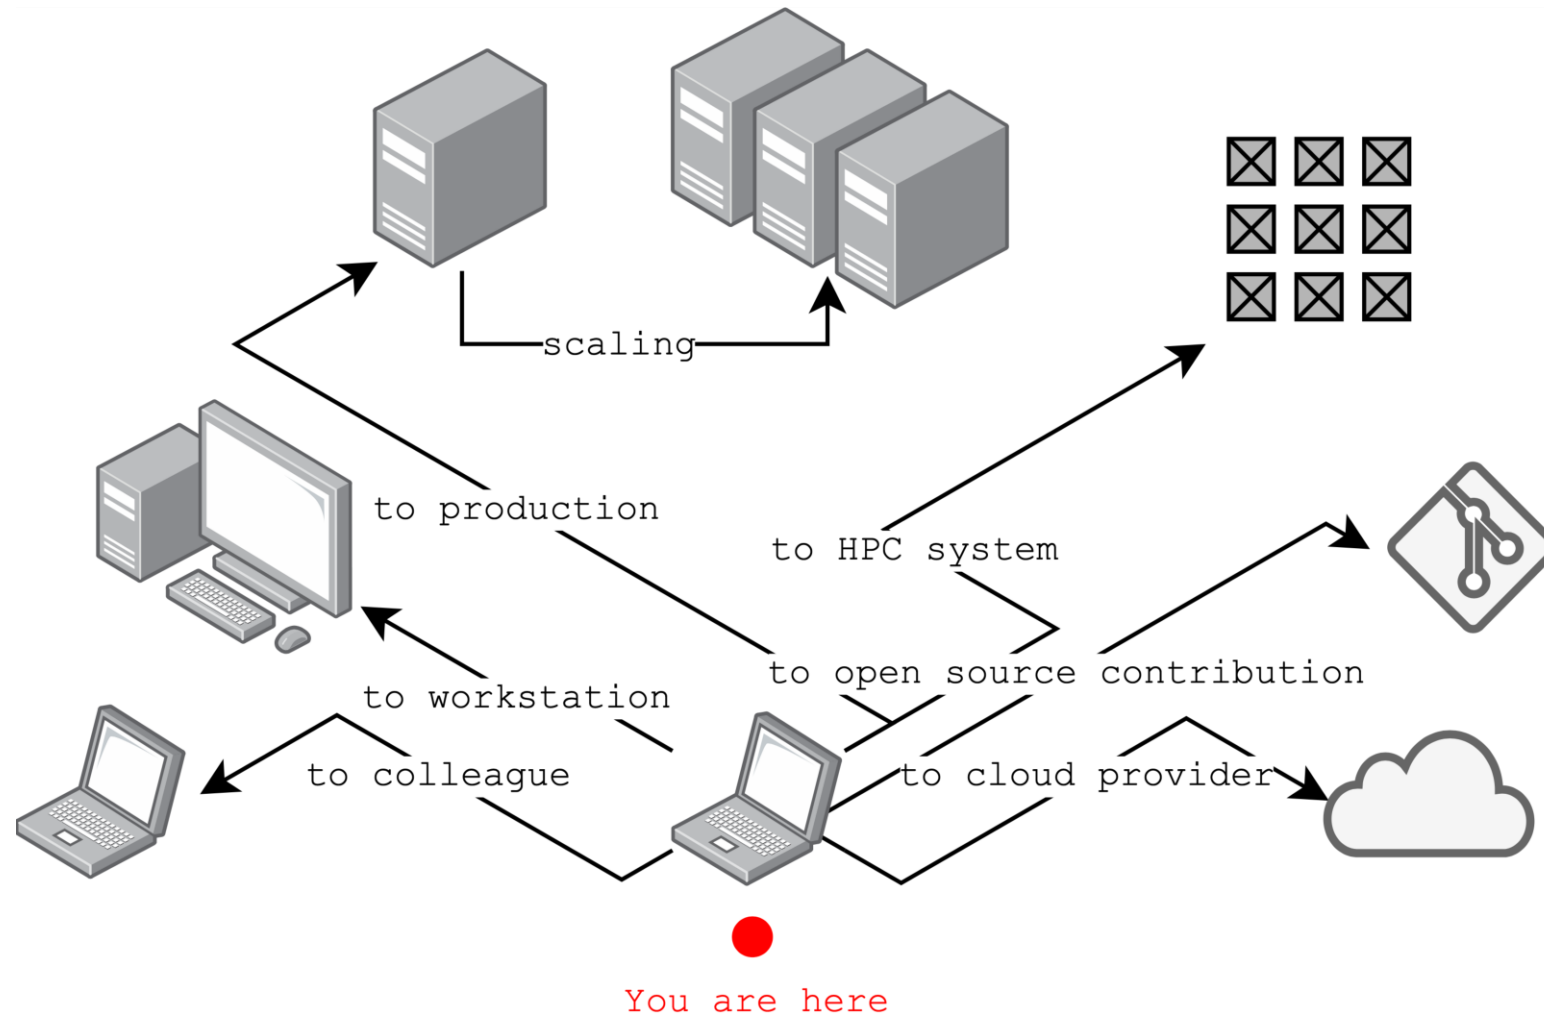 scaling
to production
to HPC system
to open source contribution
to workstation
to colleague
to cloud provider
You are here